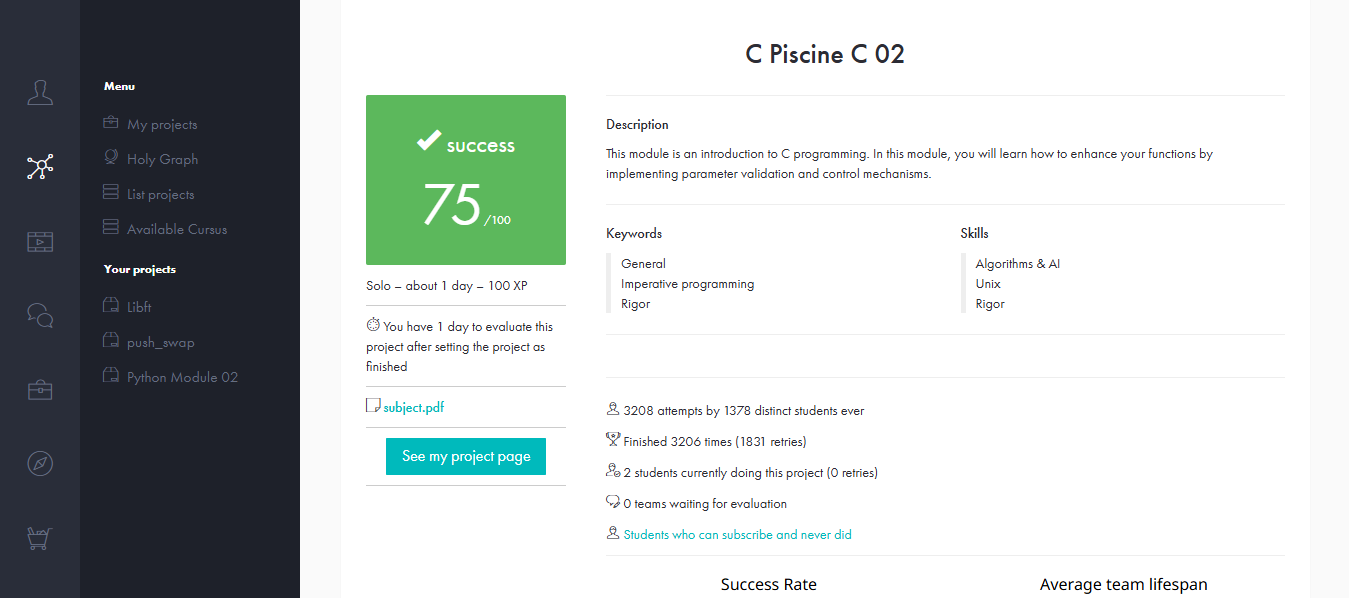 Menu
My projects
Holy Graph
List projects
Available Cursus
Your projects
Libft
push_swap
Python Module 02
C Piscine C 02
success
75 /100
Solo – about 1 day – 100 XP
You have 1 day to evaluate this
project after setting the project as
finished
subject.pdf
See my project page
Description
This module is an introduction to C programming. In this module, you will learn how to enhance your functions by
implementing parameter validation and control mechanisms.
Keywords
General
Imperative programming
Rigor
Skills
Algorithms & AI
Unix
Rigor
3208 attempts by 1378 distinct students ever
Finished 3206 times (1831 retries)
2 students currently doing this project (0 retries)
0 teams waiting for evaluation
Students who can subscribe and never did
Success Rate
Average team lifespan